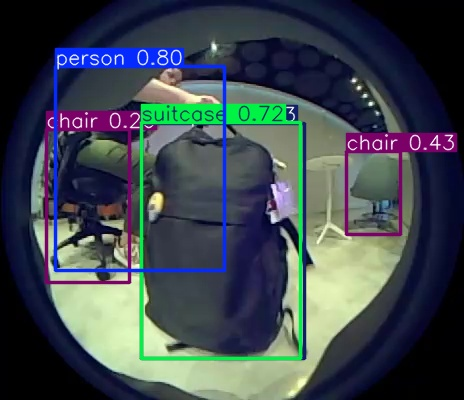 person 0.80
suitcase 0.72
chair 0.2
chair 0.43